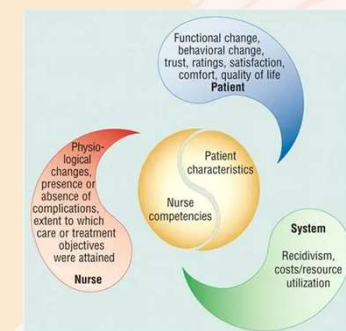 Functional change,
behavioral change,
trust, ratings, satisfaction,
comfort, quality of life
Patient
Physio-
logical
changes,
presence or
absence of
complications,
extent to which
care or treatment
objectives
were attained
Nurse
Patient
characteristics
Nurse
competencies
System
Recidivism,
costs/resource
utilization